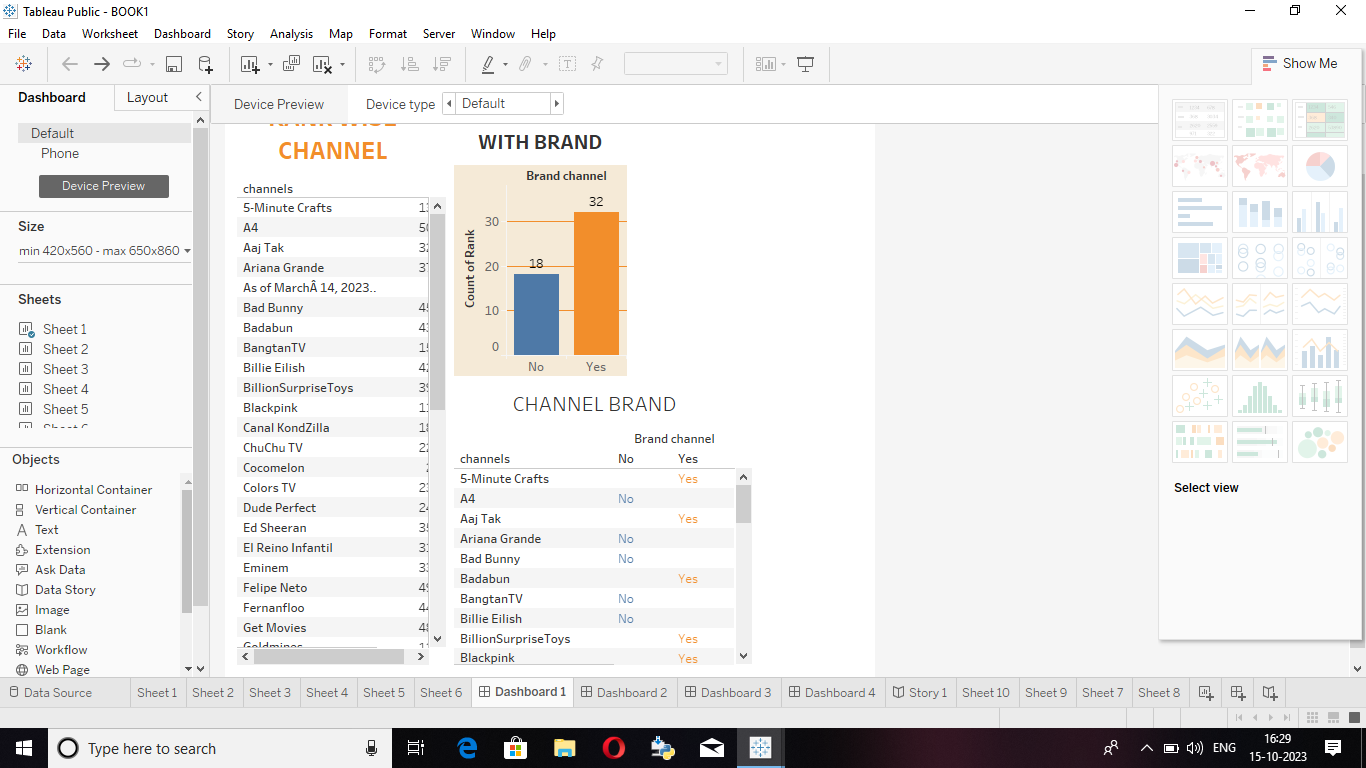 Tableau Public - BOOK1
File Data Worksheet Dashboard Story Analysis Map Format Server Window Help
Show Me
Dashboard Layout
Device Preview Device type Default
Default
Phone
Device Preview
Size
min 420x560 - max 650x860
Sheets
Sheet 1
Sheet 2
Sheet 3
Sheet 4
Sheet 5
Objects
Horizontal Container
Vertical Container
Text
Extension
Ask Data
Data Story
Image
Blank
Workflow
Web Page
CHANNEL
channels
5-Minute Crafts
A4
Aaj Tak
Ariana Grande
As of MarchÂ 14, 2023..
Bad Bunny
Badabun
BangtanTV
Billie Eilish
BillionSurpriseToys
Blackpink
Canal KondZilla
ChuChu TV
Cocomelon
Colors TV
Dude Perfect
Ed Sheeran
El Reino Infantil
Eminem
Felipe Neto
Fernanfloo
Get Movies
WITH BRAND
Brand channel
Count of Rank
30
20
10
0
18
32
No Yes
CHANNEL BRAND
Brand channel
channels No Yes
5-Minute Crafts Yes
A4 No
Aaj Tak Yes
Ariana Grande No
Bad Bunny No
Badabun Yes
BangtanTV No
Billie Eilish No
BillionSurpriseToys Yes
Blackpink Yes
Select view
Data Source Sheet 1 Sheet 2 Sheet 3 Sheet 4 Sheet 5 Sheet 6 Dashboard 1 Dashboard 2 Dashboard 3 Dashboard 4 Story 1 Sheet 10 Sheet 9 Sheet 7 Sheet 8
Type here to search
ENG
16:29
15-10-2023